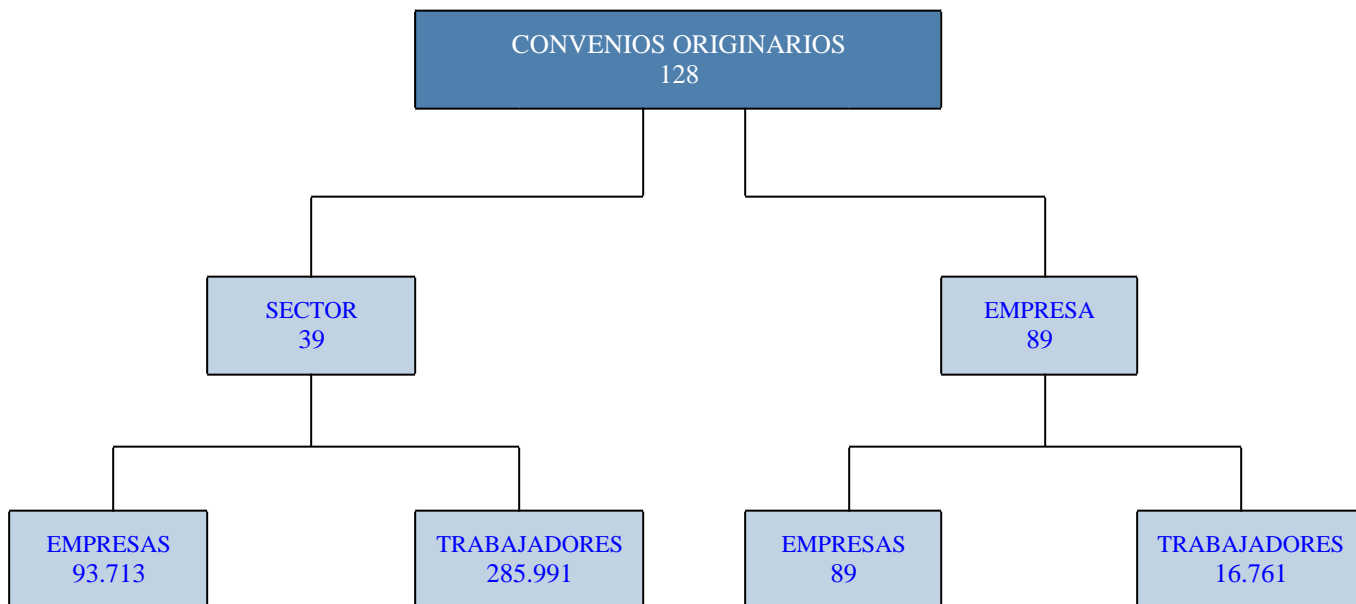 CONVENIOS ORIGINARIOS
128
SECTOR
39
EMPRESA
89
EMPRESAS
93.713
TRABAJADORES
285.991
EMPRESAS
89
TRABAJADORES
16.761